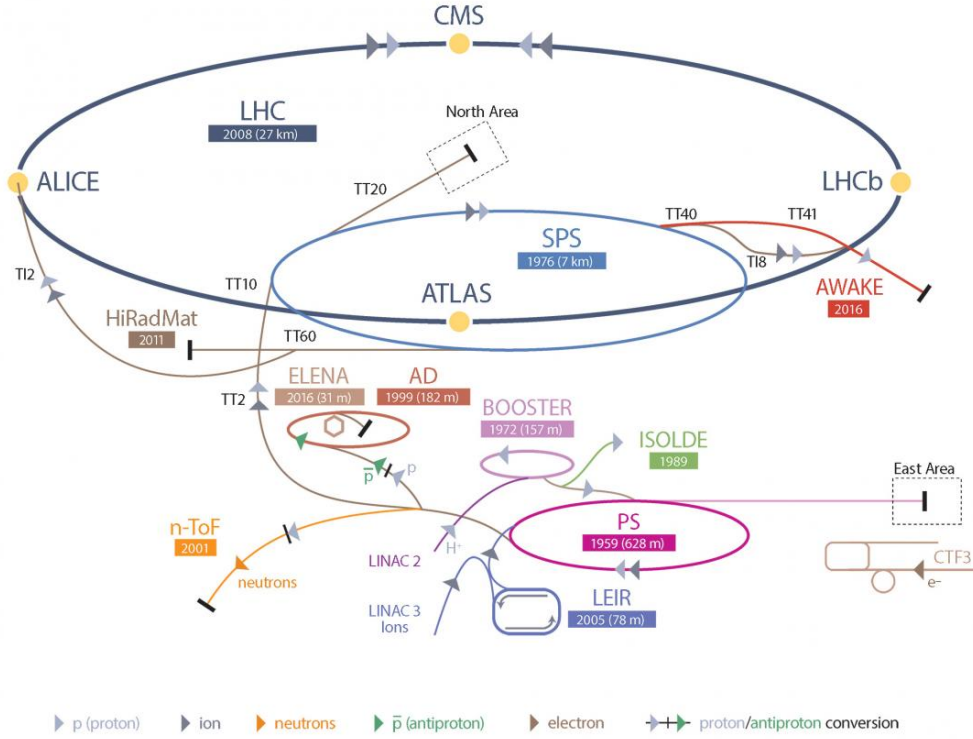 CMS
LHC
2008 (27 km)
North Area
ALICE
TT20
LHCb
TT40
TT41
SPS
1976 (7 km)
TI2
TT10
TI8
ATLAS
AWAKE
2016
HiRadMat
2011
TT60
ELENA
2016 (31 m)
AD
1999 (182 m)
TT2
BOOSTER
1972 (157 m)
ISOLDE
1989
p̅
p
East Area
n-ToF
2001
neutrons
LINAC 2
H⁺
PS
1959 (628 m)
CTF3
e⁻
LINAC 3
Ions
LEIR
2005 (78 m)
p (proton) ion neutrons p̅ (antiproton) electron proton/antiproton conversion